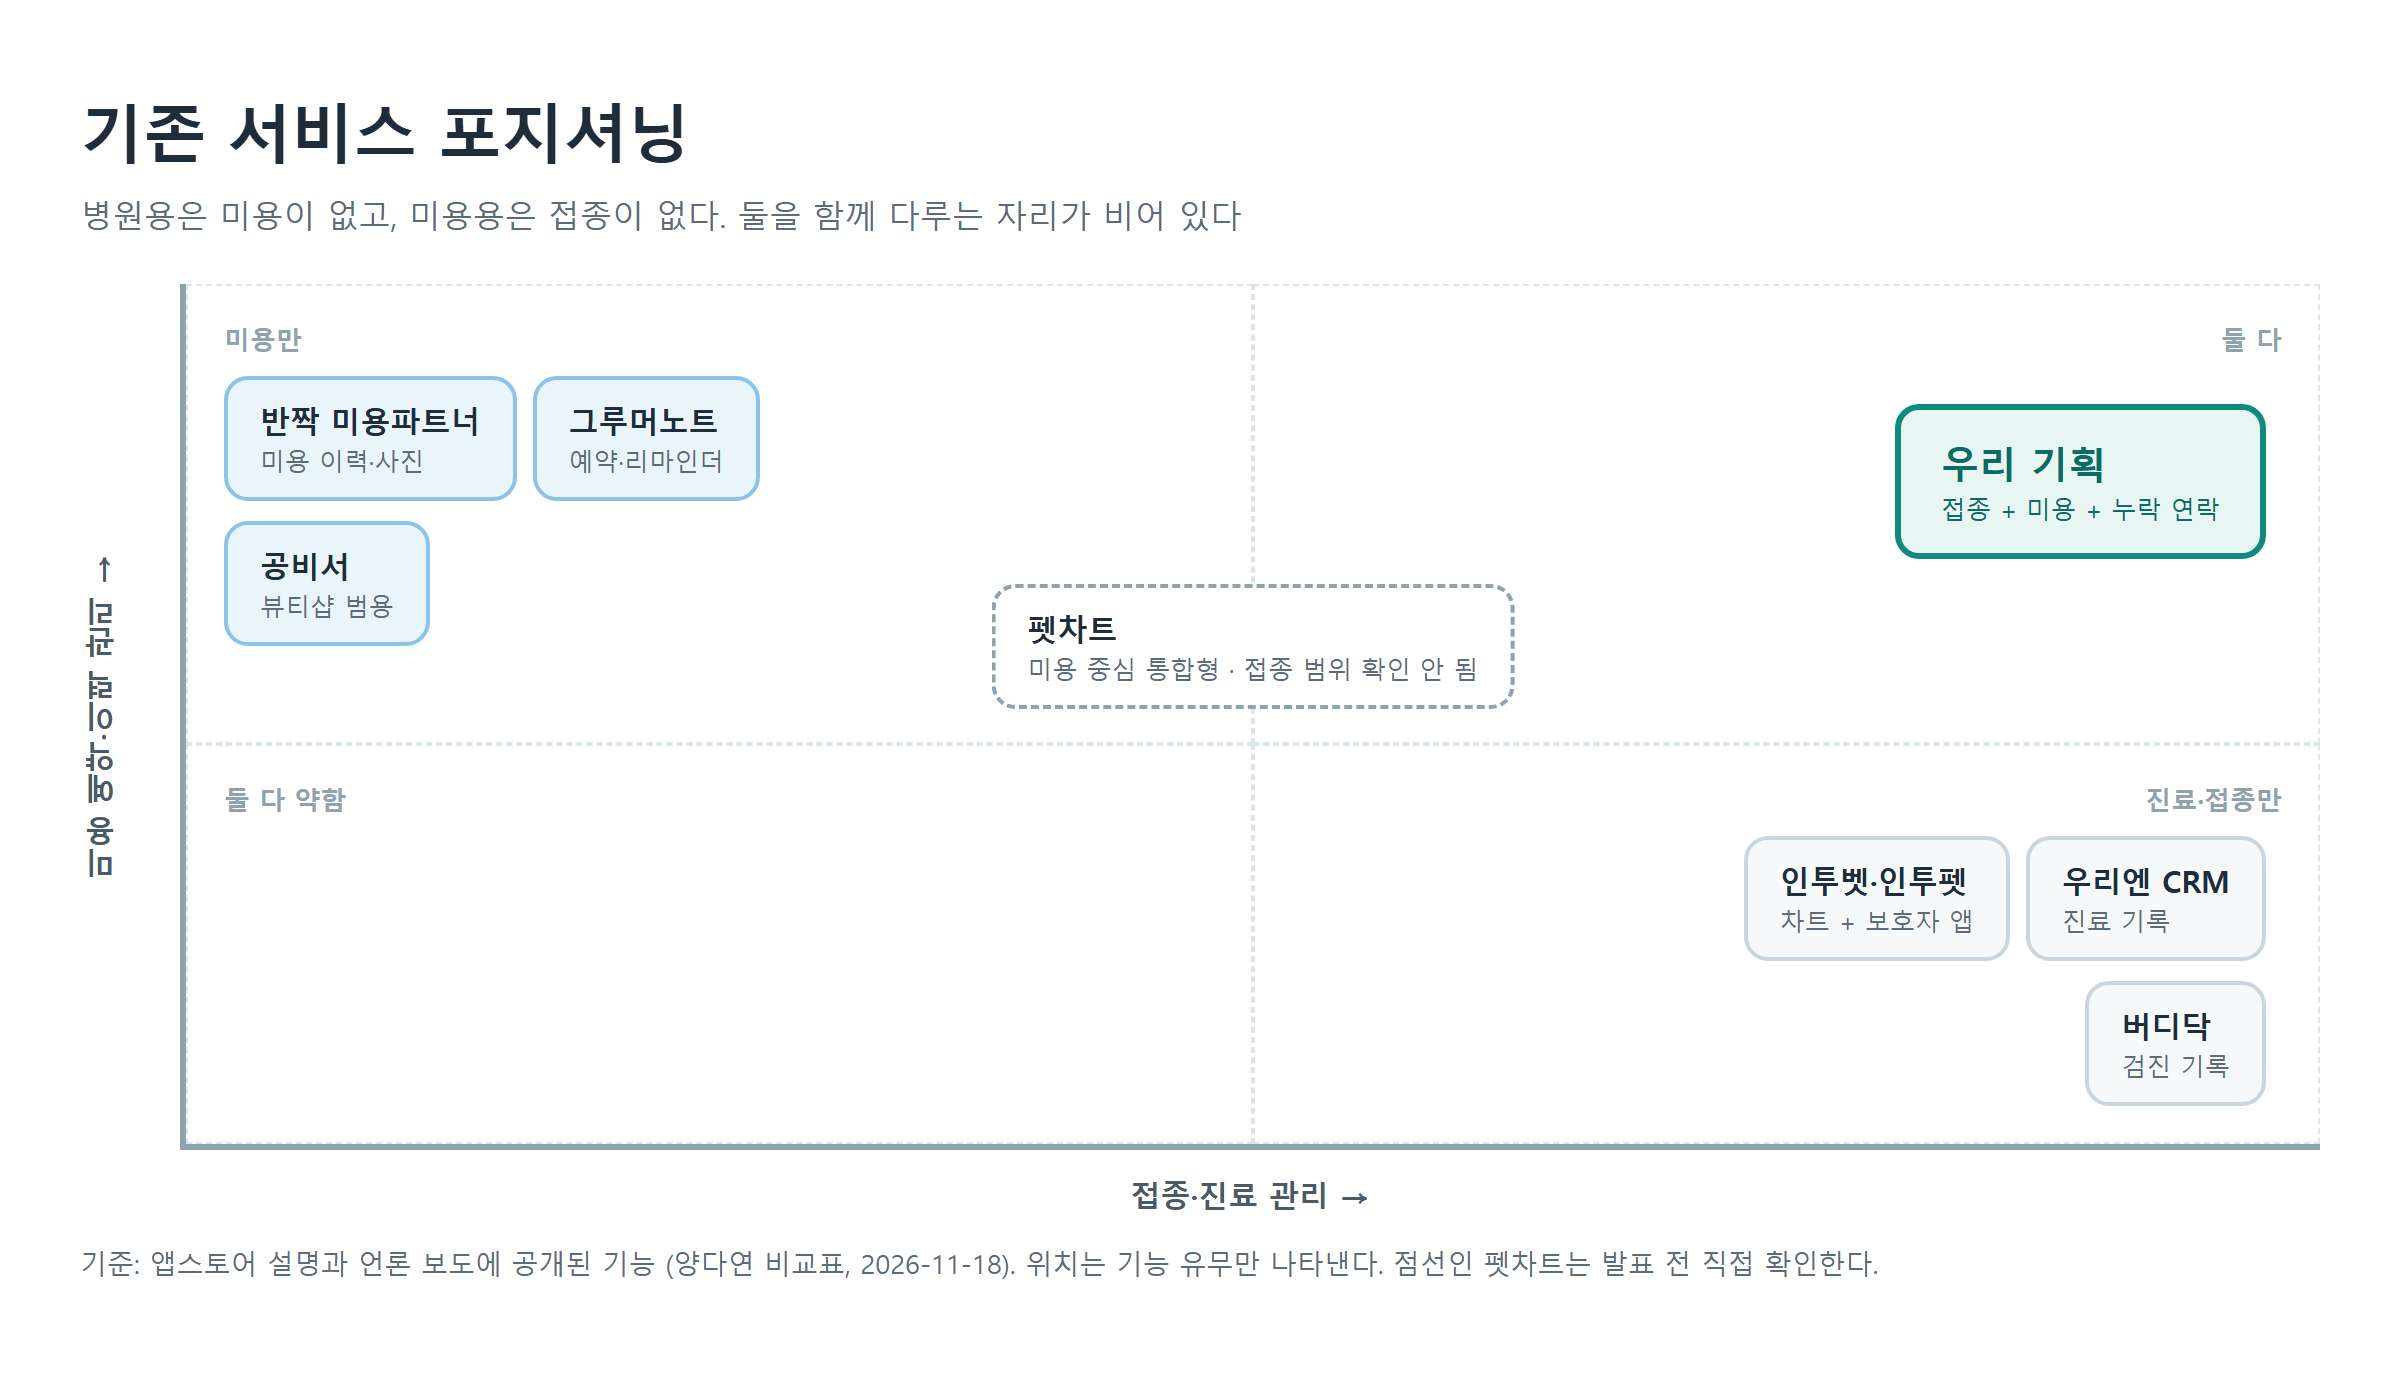 기존 서비스 포지셔닝
병원용은 미용이 없고, 미용용은 접종이 없다. 둘을 함께 다루는 자리가 비어 있다
미용 예약·이력 관리 →
미용만
둘 다
반짝 미용파트너
미용 이력·사진
그루머노트
예약·리마인더
우리 기획
접종 + 미용 + 누락 연락
공비서
뷰티샵 범용
펫차트
미용 중심 통합형 · 접종 범위 확인 안 됨
둘 다 약함
진료·접종만
인투벳·인투펫
차트 + 보호자 앱
우리엔 CRM
진료 기록
버디닥
검진 기록
접종·진료 관리 →
기준: 앱스토어 설명과 언론 보도에 공개된 기능 (양다연 비교표, 2026-11-18). 위치는 기능 유무만 나타낸다. 점선인 펫차트는 발표 전 직접 확인한다.